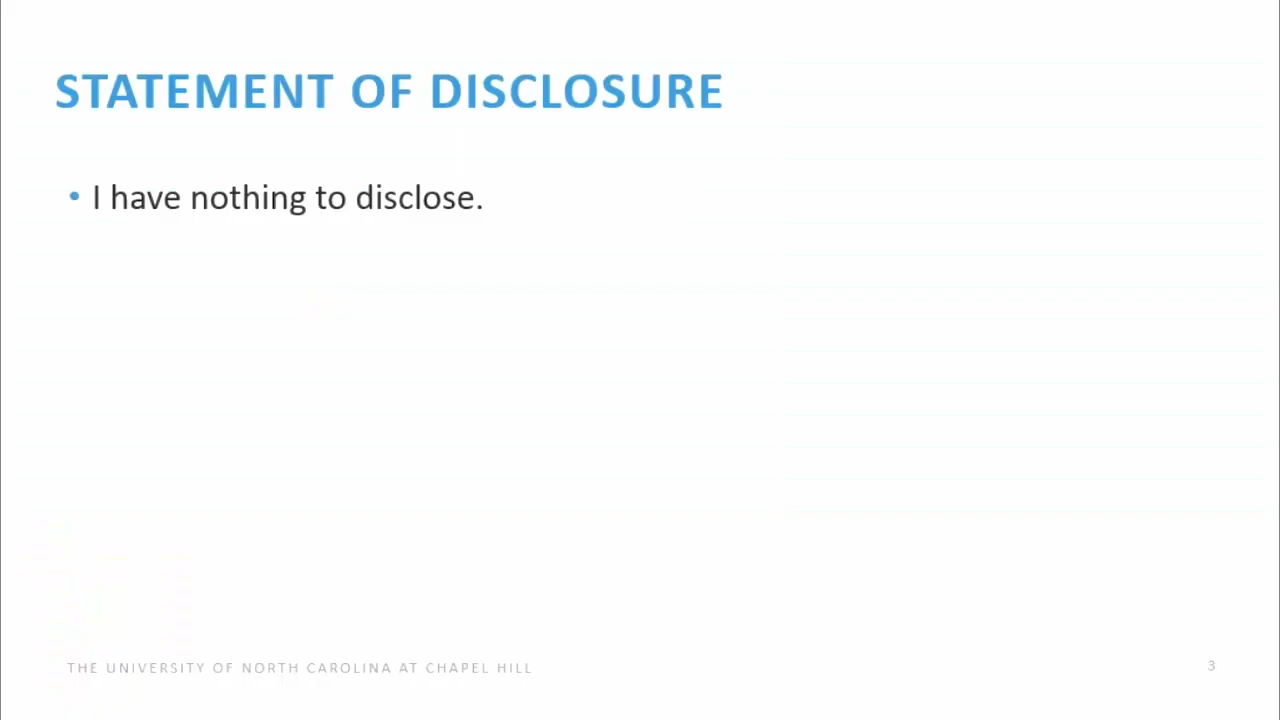 STATEMENT OF DISCLOSURE
• I have nothing to disclose.
THE UNIVERSITY OF NORTH CAROLINA AT CHAPEL HILL
3